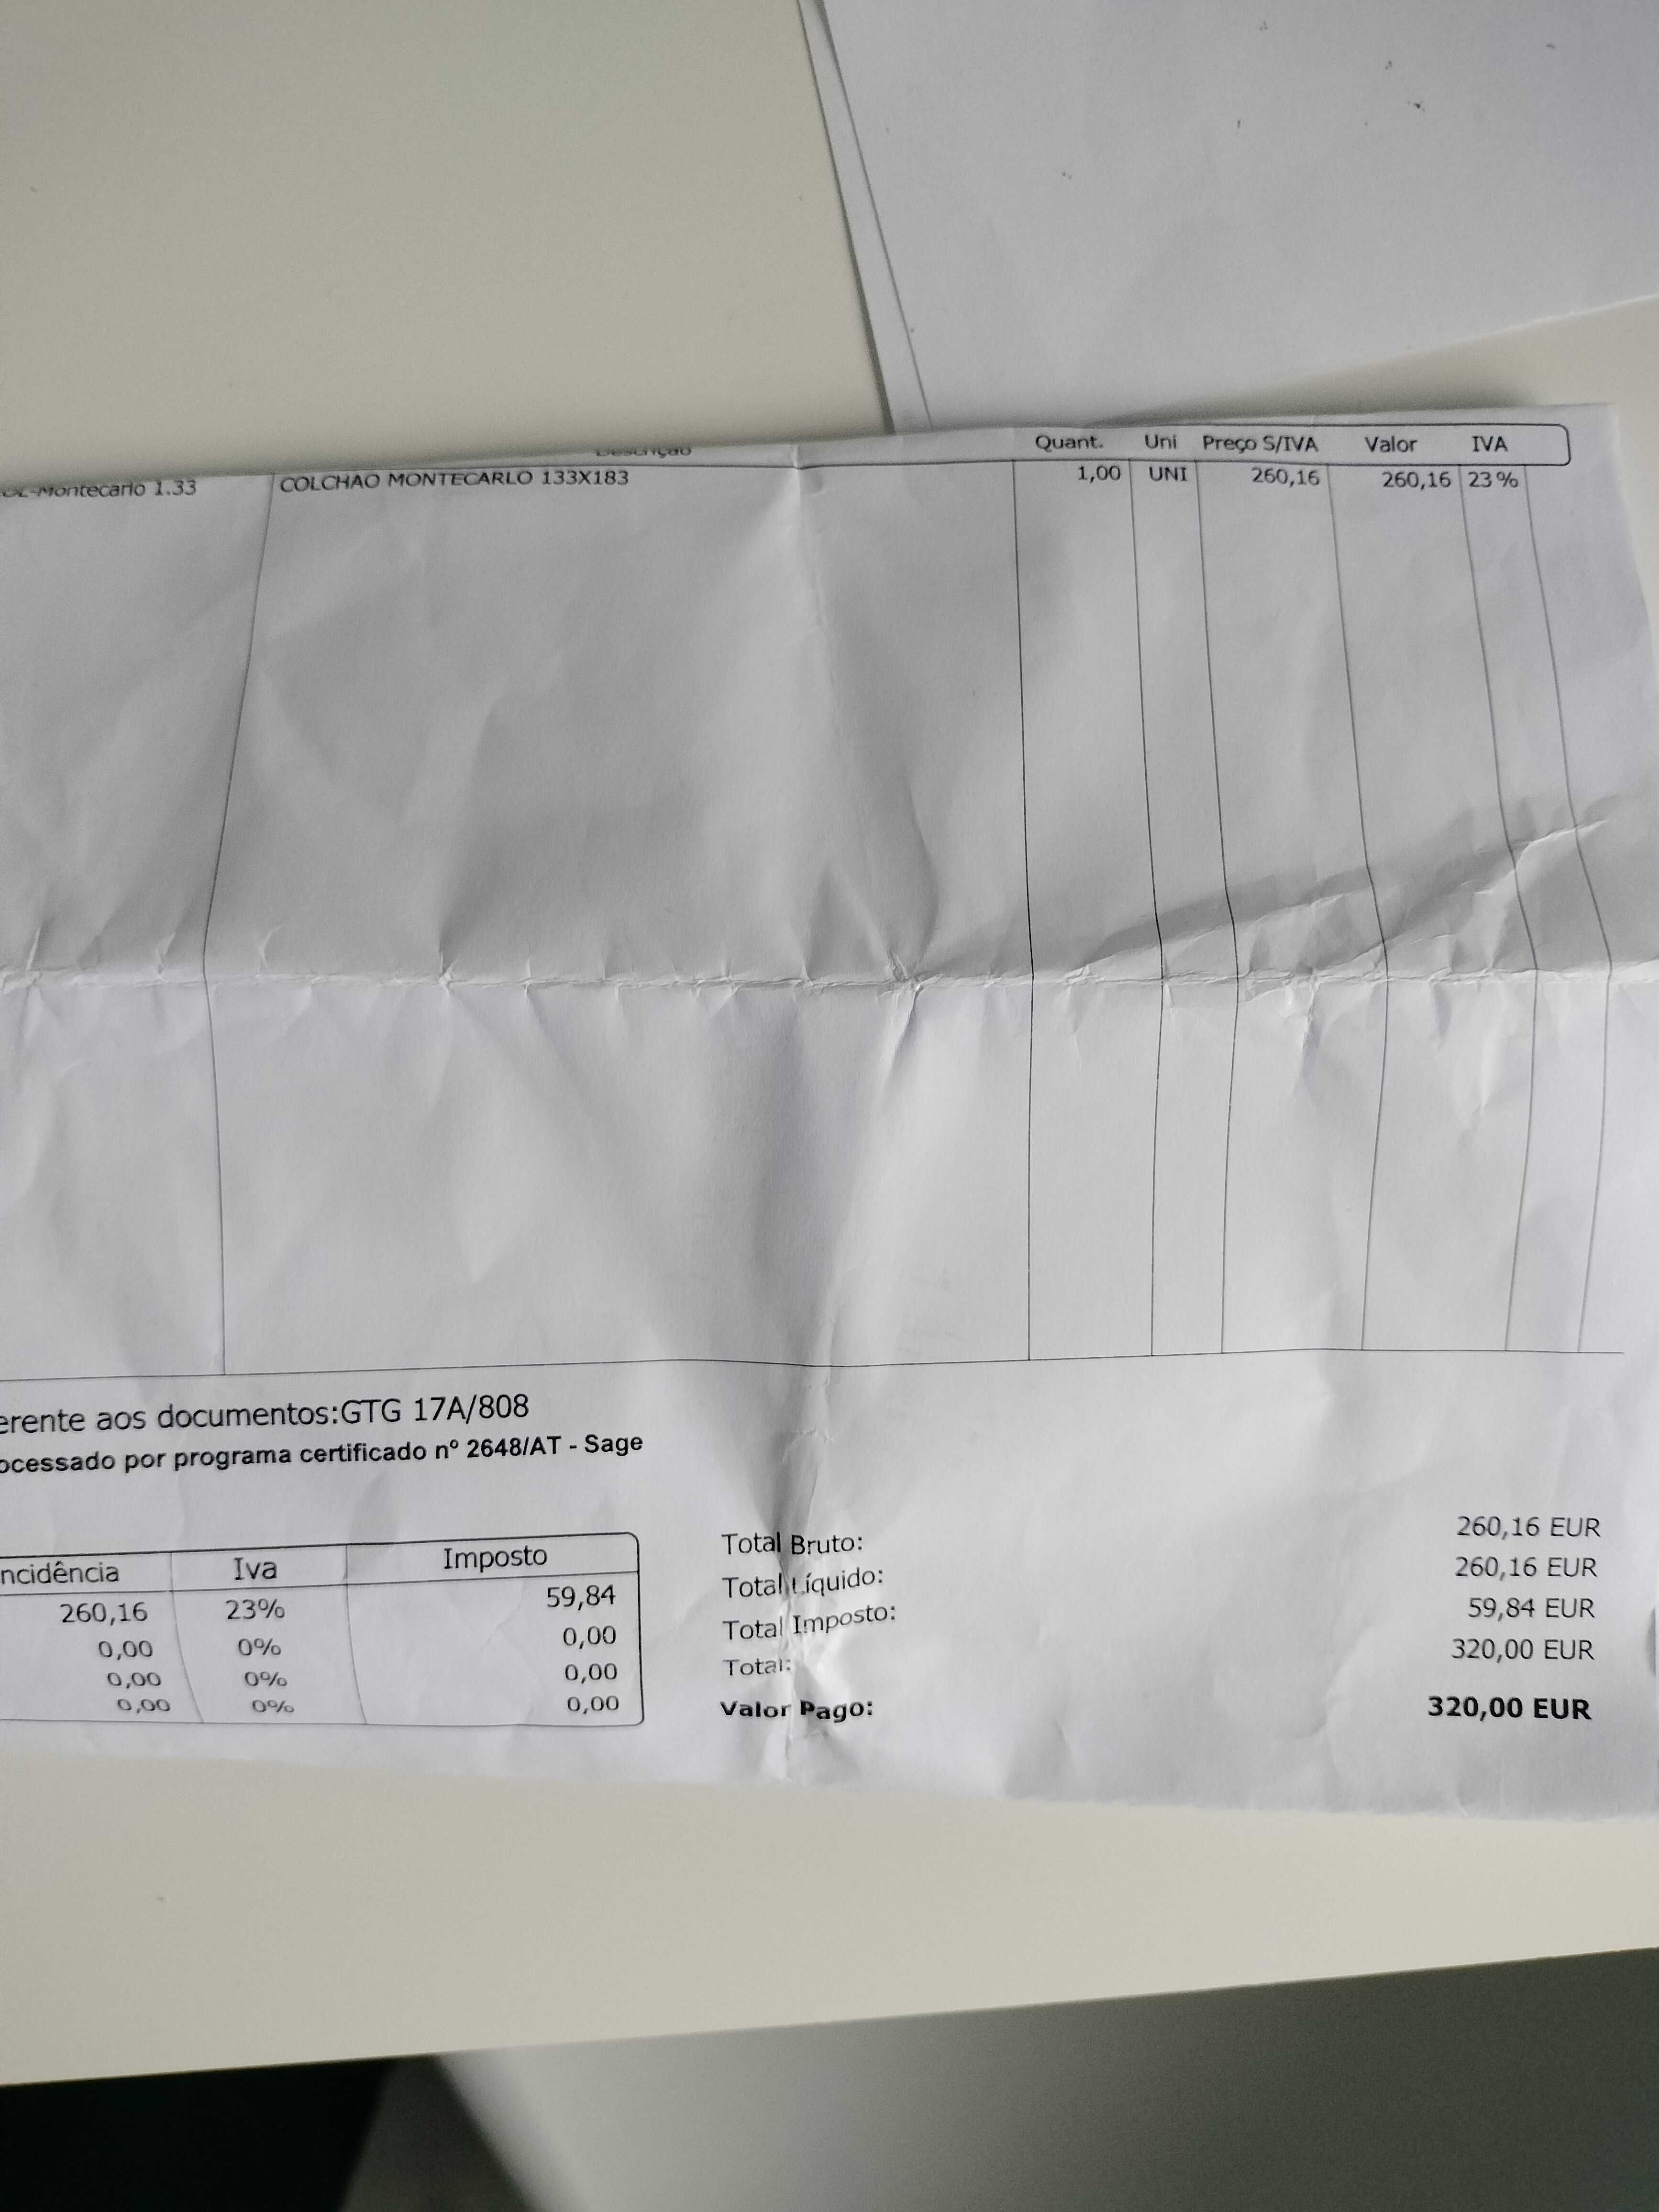 Descrição Quant. Uni Preço S/IVA Valor IVA
Montecarlo 1.33 COLCHAO MONTECARLO 133X183 1,00 UNI 260,16 260,16 23 %
erente aos documentos:GTG 17A/808
ocessado por programa certificado nº 2648/AT - Sage
ncidência Iva Imposto
260,16 23% 59,84
0,00 0% 0,00
0,00 0% 0,00
0,00 0% 0,00
Total Bruto: 260,16 EUR
Total Líquido: 260,16 EUR
Total Imposto: 59,84 EUR
Total: 320,00 EUR
Valor Pago: 320,00 EUR